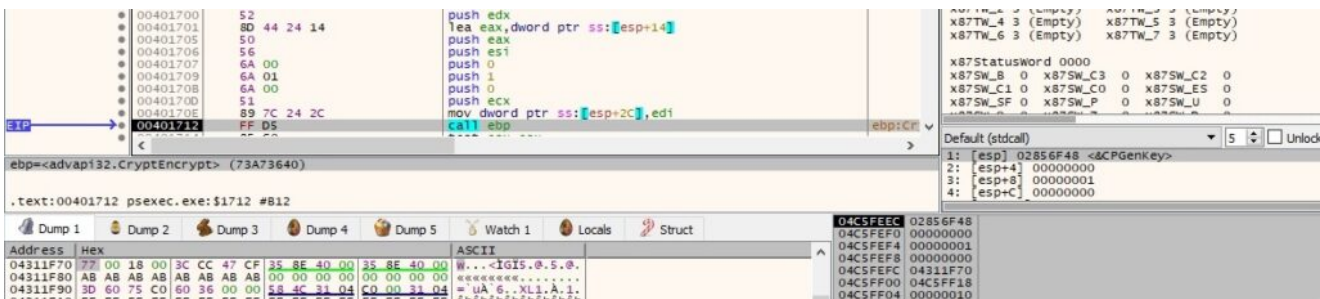 00401700 52 push edx
00401701 8D 44 24 14 lea eax,dword ptr ss:[esp+14]
00401705 50 push eax
00401706 56 push esi
00401707 6A 00 push 0
00401709 6A 01 push 1
0040170B 6A 00 push 0
0040170D 51 push ecx
0040170E 89 7C 24 2C mov dword ptr ss:[esp+2C],edi
EIP 00401712 FF D5 call ebp ebp:Cr
x87TW_4 3 (Empty) x87TW_5 3 (Empty)
x87TW_6 3 (Empty) x87TW_7 3 (Empty)
x87StatusWord 0000
x87SW_B 0 x87SW_C3 0 x87SW_C2 0
x87SW_C1 0 x87SW_C0 0 x87SW_ES 0
x87SW_SF 0 x87SW_P 0 x87SW_U 0
Default (stdcall) 5 Unlock
1: [esp] 02856F48 <&CPGenKey>
2: [esp+4] 00000000
3: [esp+8] 00000001
4: [esp+C] 00000000
ebp=<advapi32.CryptEncrypt> (73A73640)
.text:00401712 psexec.exe:$1712 #B12
Dump 1 Dump 2 Dump 3 Dump 4 Dump 5 Watch 1 Locals Struct
Address Hex ASCII
04311F70 77 00 18 00 3C CC 47 CF 35 8E 40 00 35 8E 40 00 w...<ÌGÏ5.@.5.@.
04311F80 AB AB AB AB AB AB AB AB 00 00 00 00 00 00 00 00 ««««««««........
04311F90 3D 60 75 C0 60 36 00 00 58 4C 31 04 C0 00 31 04 =`uÀ`6..XL1.À.1.
04C5FEEC 02856F48
04C5FEF0 00000000
04C5FEF4 00000001
04C5FEF8 00000000
04C5FEFC 04311F70
04C5FF00 04C5FF18
04C5FF04 00000010